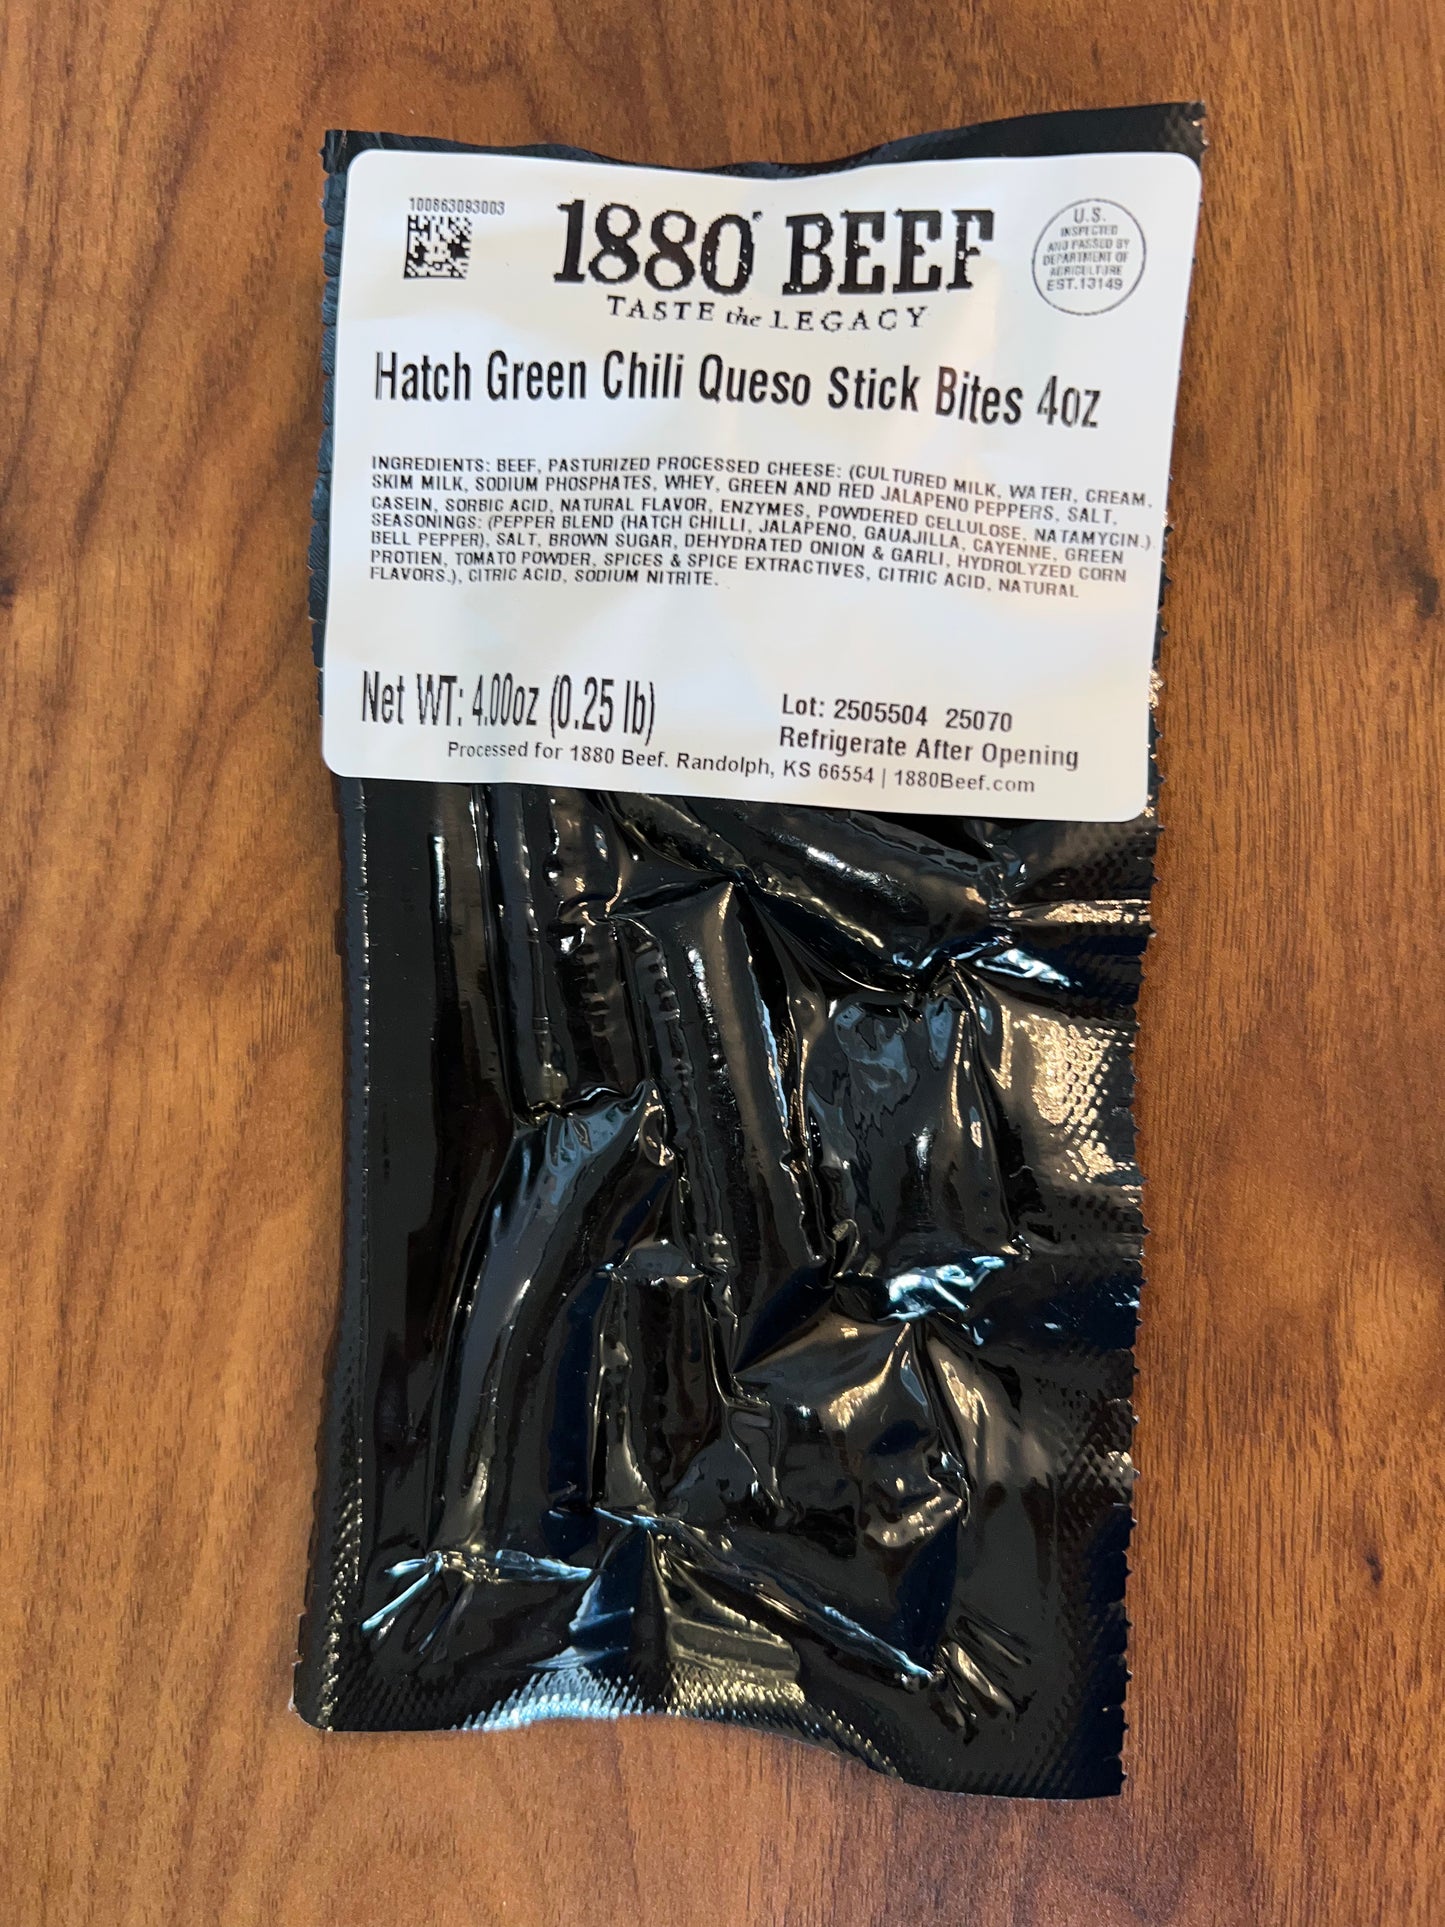 100863093003
1880 BEEF
TASTE the LEGACY
U.S.
INSPECTED
AND PASSED BY
DEPARTMENT OF
AGRICULTURE
EST.13149
Hatch Green Chili Queso Stick Bites 4oz
INGREDIENTS: BEEF, PASTURIZED PROCESSED CHEESE: (CULTURED MILK, WATER, CREAM,
SKIM MILK, SODIUM PHOSPHATES, WHEY, GREEN AND RED JALAPENO PEPPERS, SALT,
CASEIN, SORBIC ACID, NATURAL FLAVOR, ENZYMES, POWDERED CELLULOSE, NATAMYCIN.)
SEASONINGS: (PEPPER BLEND (HATCH CHILLI, JALAPENO, GAUAJILLA, CAYENNE, GREEN
BELL PEPPER), SALT, BROWN SUGAR, DEHYDRATED ONION & GARLI, HYDROLYZED CORN
PROTIEN, TOMATO POWDER, SPICES & SPICE EXTRACTIVES, CITRIC ACID, NATURAL
FLAVORS.), CITRIC ACID, SODIUM NITRITE.
Net WT: 4.00oz (0.25 lb)
Lot: 2505504 25070
Refrigerate After Opening
Processed for 1880 Beef. Randolph, KS 66554 | 1880Beef.com